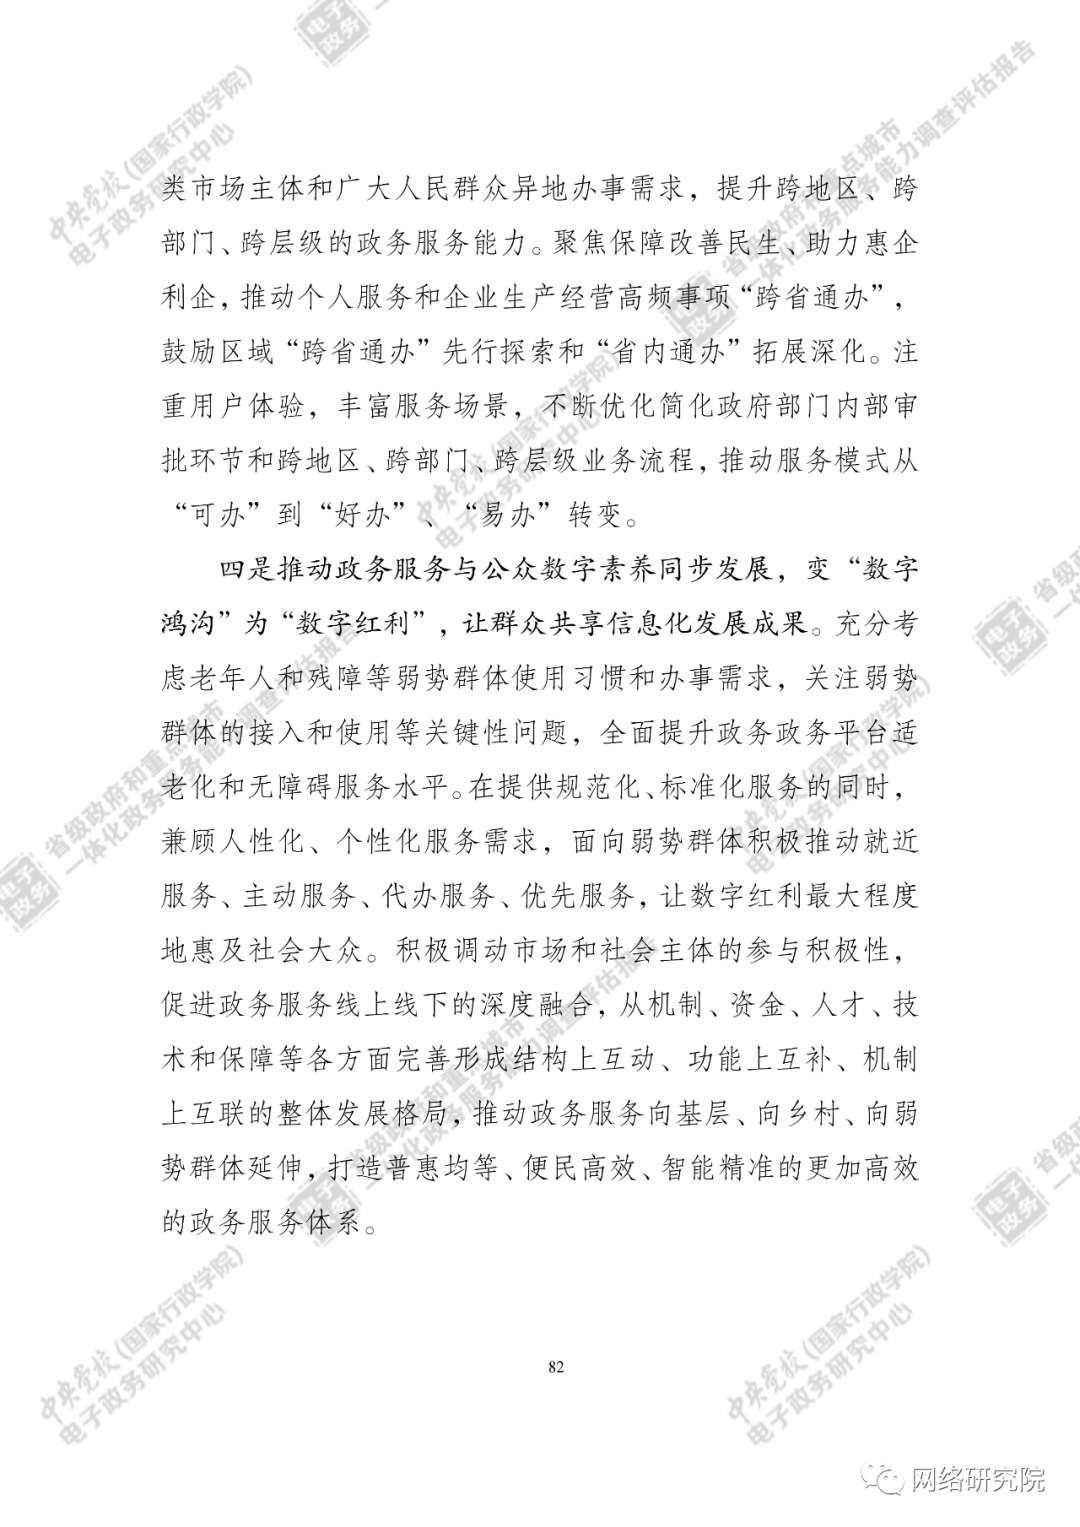 类市场主体和广大人民群众异地办事需求，提升跨地区、跨
部门、跨层级的政务服务能力。聚焦保障改善民生、助力惠企
利企，推动个人服务和企业生产经营高频事项“跨省通办”，
鼓励区域“跨省通办”先行探索和“省内通办”拓展深化。注
重用户体验，丰富服务场景，不断优化简化政府部门内部审
批环节和跨地区、跨部门、跨层级业务流程，推动服务模式从
“可办”到“好办”、“易办”转变。
四是推动政务服务与公众数字素养同步发展，变“数字
鸿沟”为“数字红利”，让群众共享信息化发展成果。充分考
虑老年人和残障等弱势群体使用习惯和办事需求，关注弱势
群体的接入和使用等关键性问题，全面提升政务政务平台适
老化和无障碍服务水平。在提供规范化、标准化服务的同时，
兼顾人性化、个性化服务需求，面向弱势群体积极推动就近
服务、主动服务、代办服务、优先服务，让数字红利最大程度
地惠及社会大众。积极调动市场和社会主体的参与积极性，
促进政务服务线上线下的深度融合，从机制、资金、人才、技
术和保障等各方面完善形成结构上互动、功能上互补、机制
上互联的整体发展格局，推动政务服务向基层、向乡村、向弱
势群体延伸，打造普惠均等、便民高效、智能精准的更加高效
的政务服务体系。
82
网络研究院
电子政务
中央党校(国家行政学院)
电子政务研究中心
省级政府和重点城市
一体化政务服务能力调查评估报告